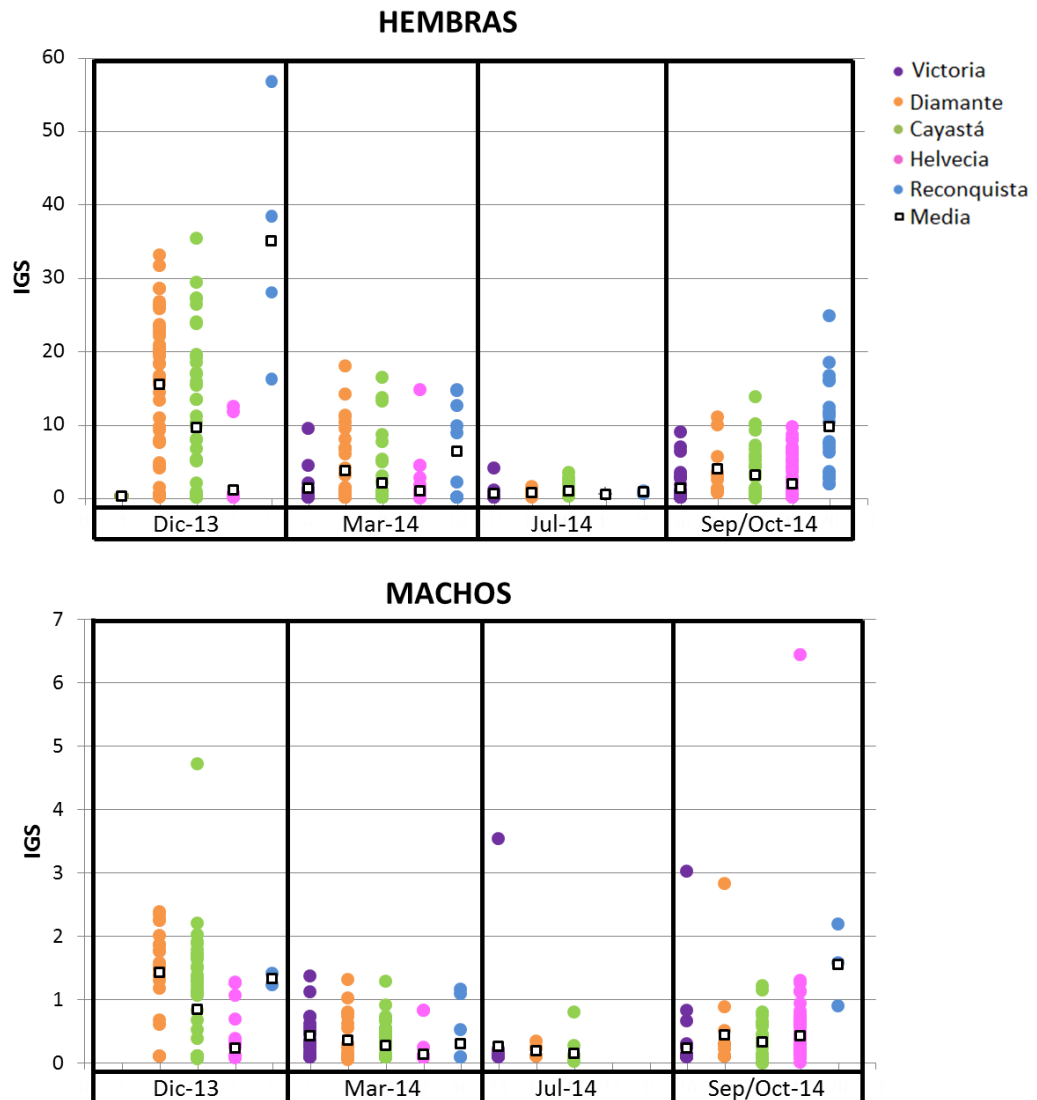 HEMBRAS
60
50
40
30
20
10
0
IGS
Dic-13 Mar-14 Jul-14 Sep/Oct-14
Victoria
Diamante
Cayastá
Helvecia
Reconquista
Media
MACHOS
7
6
5
4
3
2
1
0
IGS
Dic-13 Mar-14 Jul-14 Sep/Oct-14